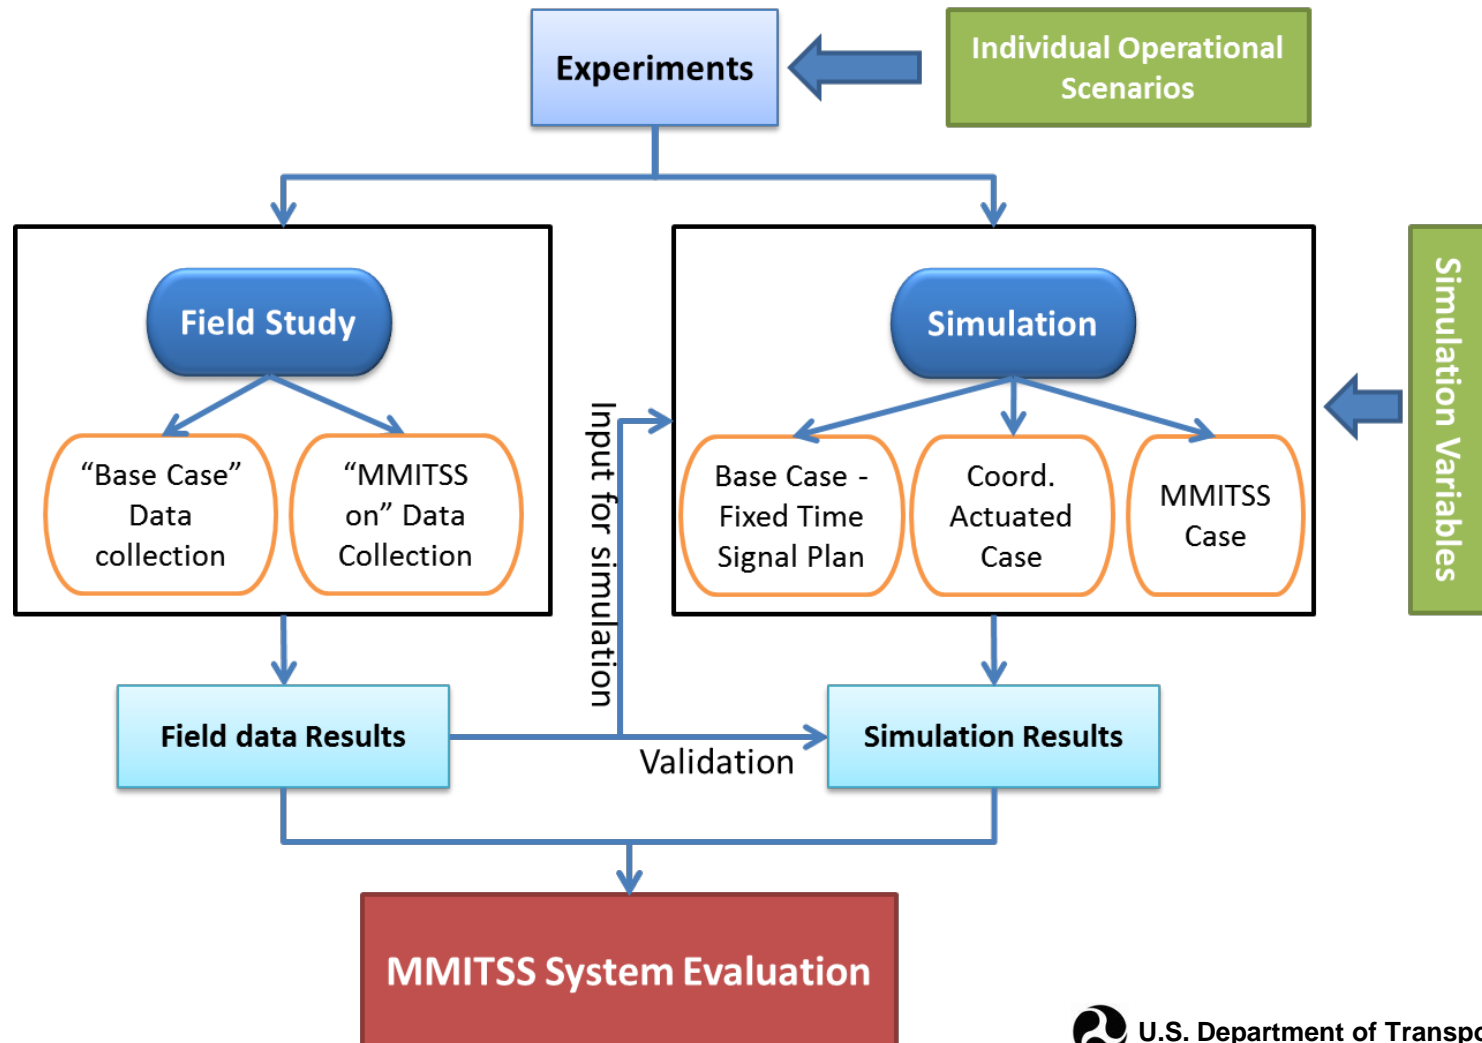 Experiments
Individual Operational
Scenarios
Field Study
Simulation
Simulation Variables
Input for simulation
“Base Case”
Data
collection
“MMITSS
on” Data
Collection
Base Case -
Fixed Time
Signal Plan
Coord.
Actuated
Case
MMITSS
Case
Field data Results
Validation
Simulation Results
MMITSS System Evaluation
U.S. Department of